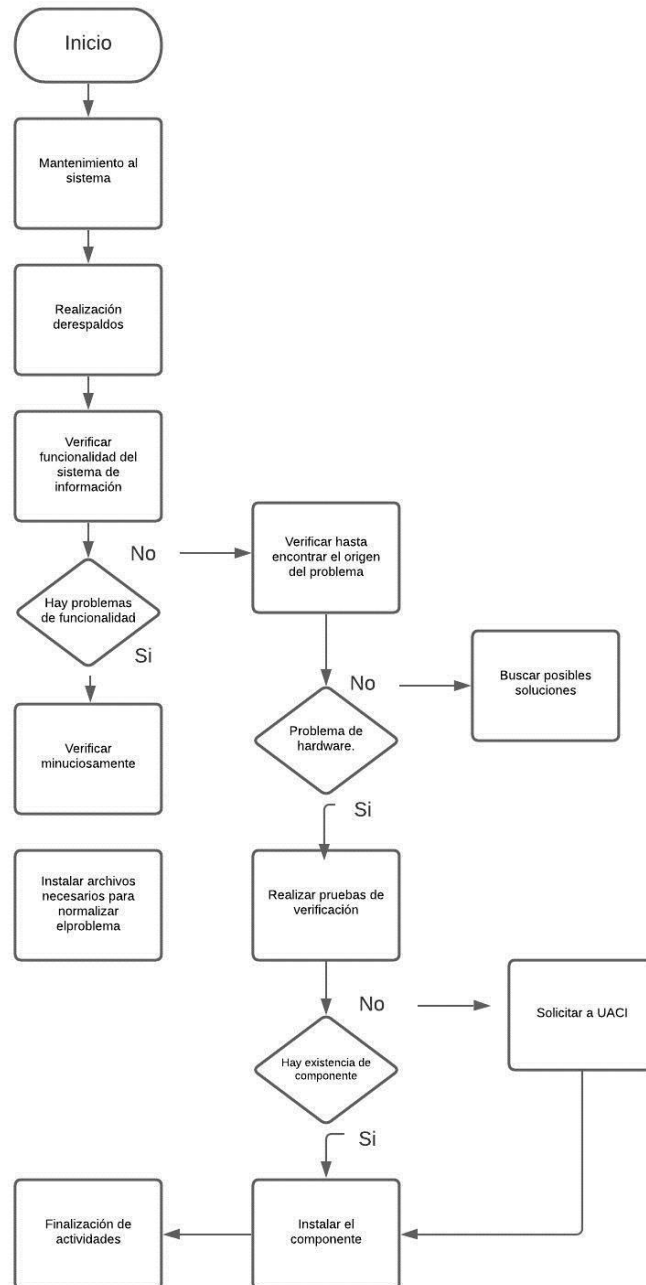 Inicio
Mantenimiento al
sistema
Realización
derespaldos
Verificar
funcionalidad del
sistema de
información
No
Hay problemas
de funcionalidad
Si
Verificar
minuciosamente
Instalar archivos
necesarios para
normalizar
elproblema
Verificar hasta
encontrar el origen
del problema
No
Buscar posibles
soluciones
Problema de
hardware.
Si
Realizar pruebas de
verificación
No
Solicitar a UACI
Hay existencia de
componente
Si
Instalar el
componente
Finalización de
actividades